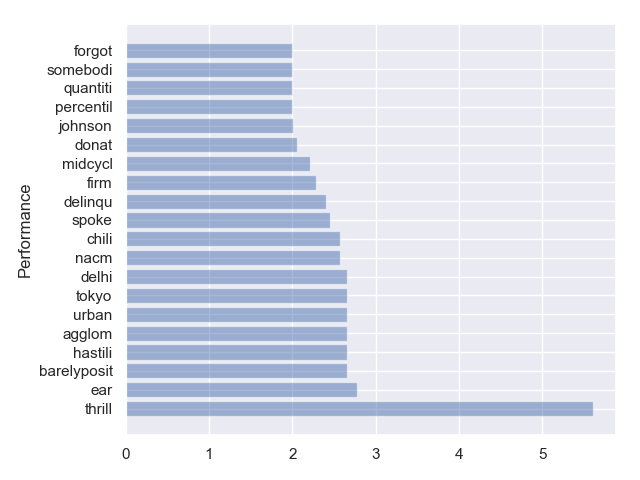 forgot
somebodi
quantiti
percentil
johnson
donat
midcycl
firm
delinqu
spoke
chili
nacm
delhi
tokyo
urban
agglom
hastili
barelyposit
ear
thrill
Performance
0 1 2 3 4 5